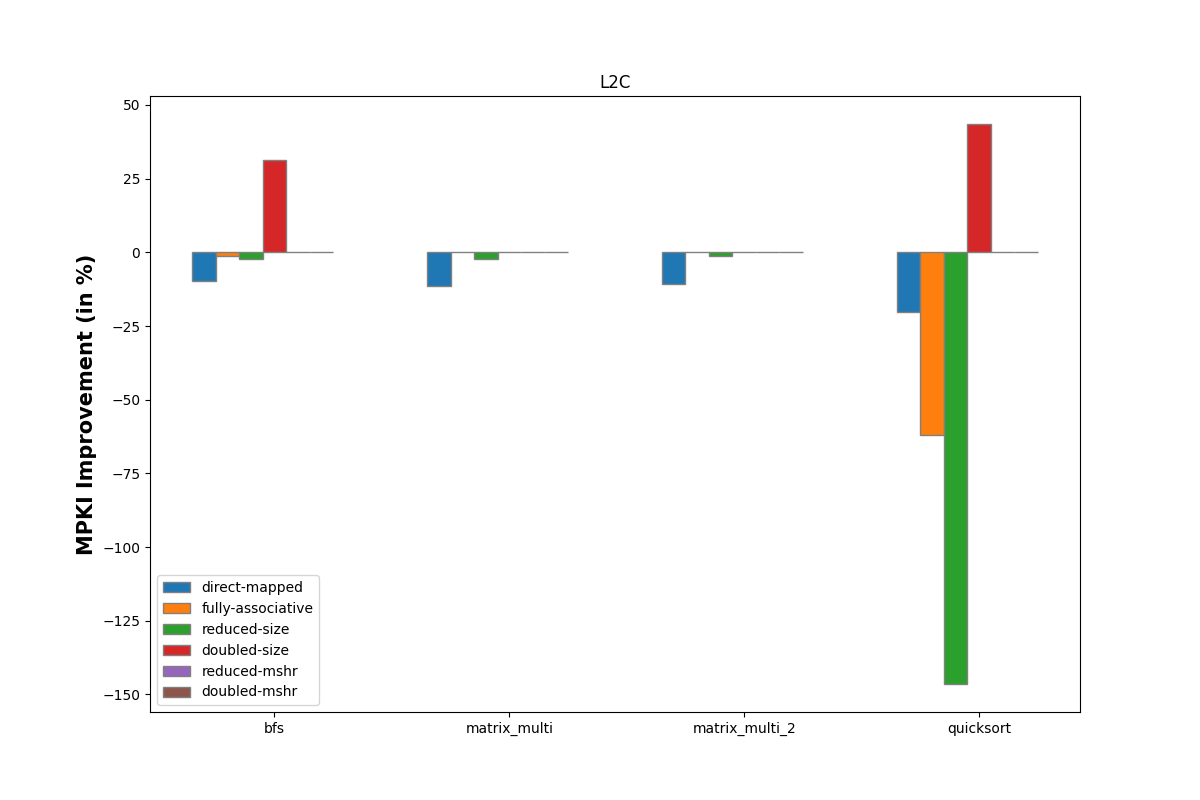 L2C
MPKI Improvement (in %)
50
25
0
−25
−50
−75
−100
−125
−150
direct-mapped
fully-associative
reduced-size
doubled-size
reduced-mshr
doubled-mshr
bfs
matrix_multi
matrix_multi_2
quicksort